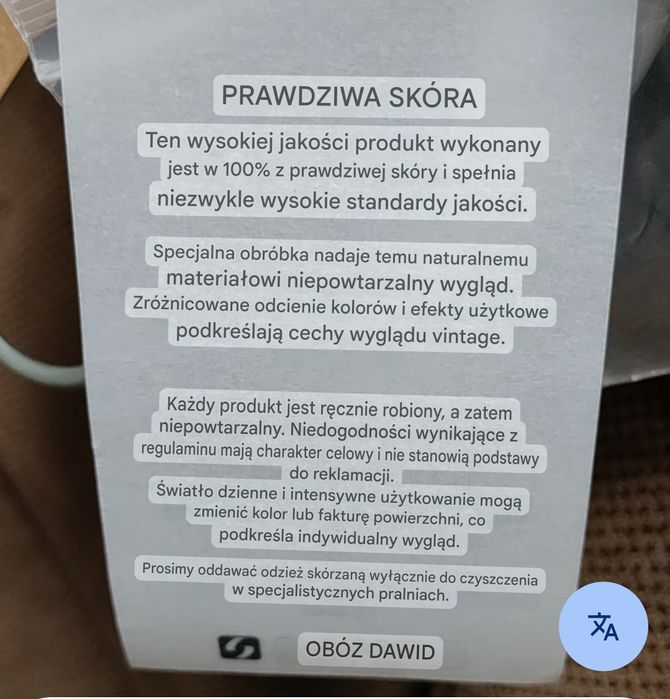 PRAWDZIWA SKÓRA
Ten wysokiej jakości produkt wykonany
jest w 100% z prawdziwej skóry i spełnia
niezwykle wysokie standardy jakości.
Specjalna obróbka nadaje temu naturalnemu
materiałowi niepowtarzalny wygląd.
Zróżnicowane odcienie kolorów i efekty użytkowe
podkreślają cechy wyglądu vintage.
Każdy produkt jest ręcznie robiony, a zatem
niepowtarzalny. Niedogodności wynikające z
regulaminu mają charakter celowy i nie stanowią podstawy
do reklamacji.
Światło dzienne i intensywne użytkowanie mogą
zmienić kolor lub fakturę powierzchni, co
podkreśla indywidualny wygląd.
Prosimy oddawać odzież skórzaną wyłącznie do czyszczenia
w specjalistycznych pralniach.
OBÓZ DAWID